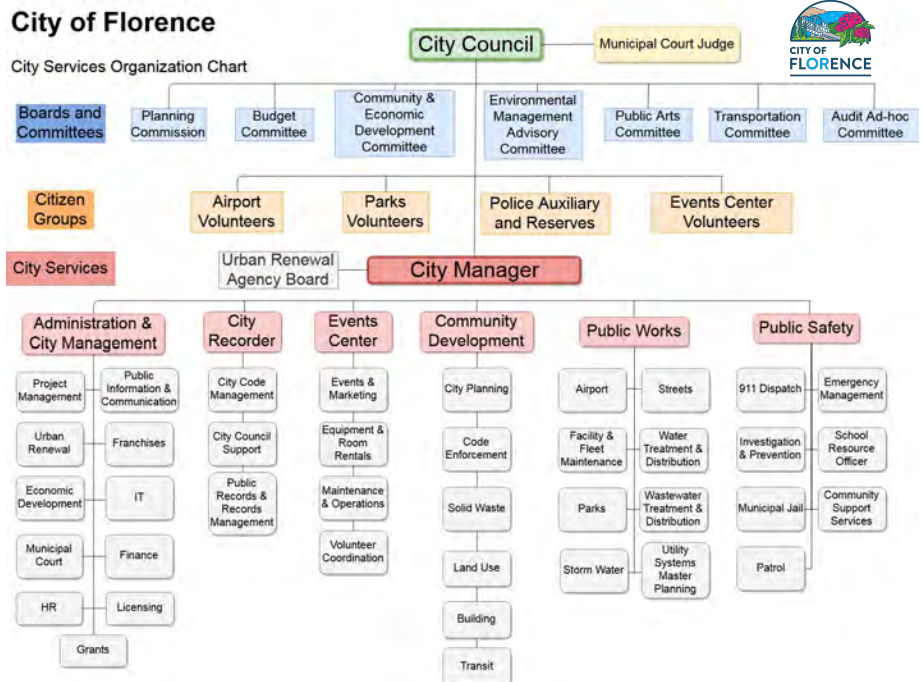 City of Florence
City Services Organization Chart
City Council
Municipal Court Judge
CITY OF
FLORENCE
Boards and
Committees
Planning
Commission
Budget
Committee
Community &
Economic
Development
Committee
Environmental
Management
Advisory
Committee
Public Arts
Committee
Transportation
Committee
Audit Ad-hoc
Committee
Citizen
Groups
Airport
Volunteers
Parks
Volunteers
Police Auxiliary
and Reserves
Events Center
Volunteers
City Services
Urban Renewal
Agency Board
City Manager
Administration &
City Management
Project
Management
Public
Information &
Communication
Urban
Renewal
Franchises
Economic
Development
IT
Municipal
Court
Finance
HR
Licensing
Grants
City
Recorder
City Code
Management
City Council
Support
Public
Records &
Records
Management
Events
Center
Events &
Marketing
Equipment &
Room
Rentals
Maintenance
& Operations
Volunteer
Coordination
Community
Development
City Planning
Code
Enforcement
Solid Waste
Land Use
Building
Transit
Public Works
Airport
Streets
Facility &
Fleet
Maintenance
Water
Treatment &
Distribution
Parks
Wastewater
Treatment &
Distribution
Storm Water
Utility
Systems
Master
Planning
Public Safety
911 Dispatch
Emergency
Management
Investigation
& Prevention
School
Resource
Officer
Municipal Jail
Community
Support
Services
Patrol